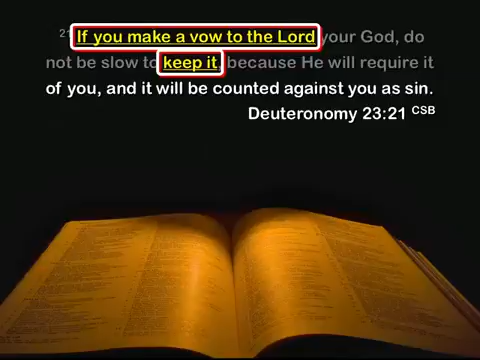 21 If you make a vow to the Lord your God, do
not be slow to keep it, because He will require it
of you, and it will be counted against you as sin.
Deuteronomy 23:21 CSB